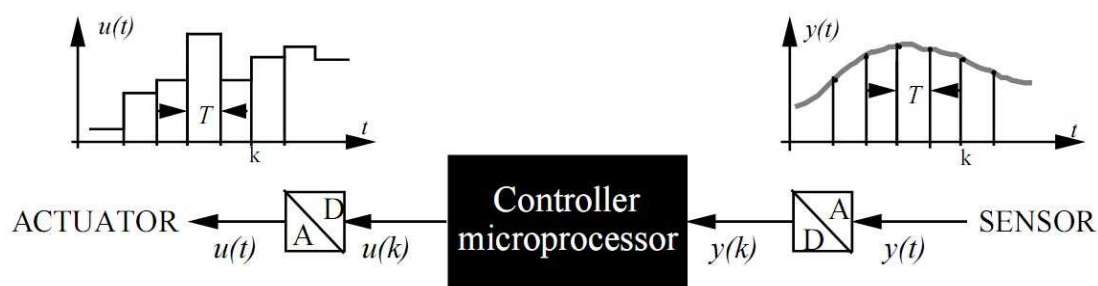 u(t)
T
t
k
y(t)
T
t
k
ACTUATOR
u(t)
A
D
u(k)
Controller
microprocessor
y(k)
D
A
y(t)
SENSOR